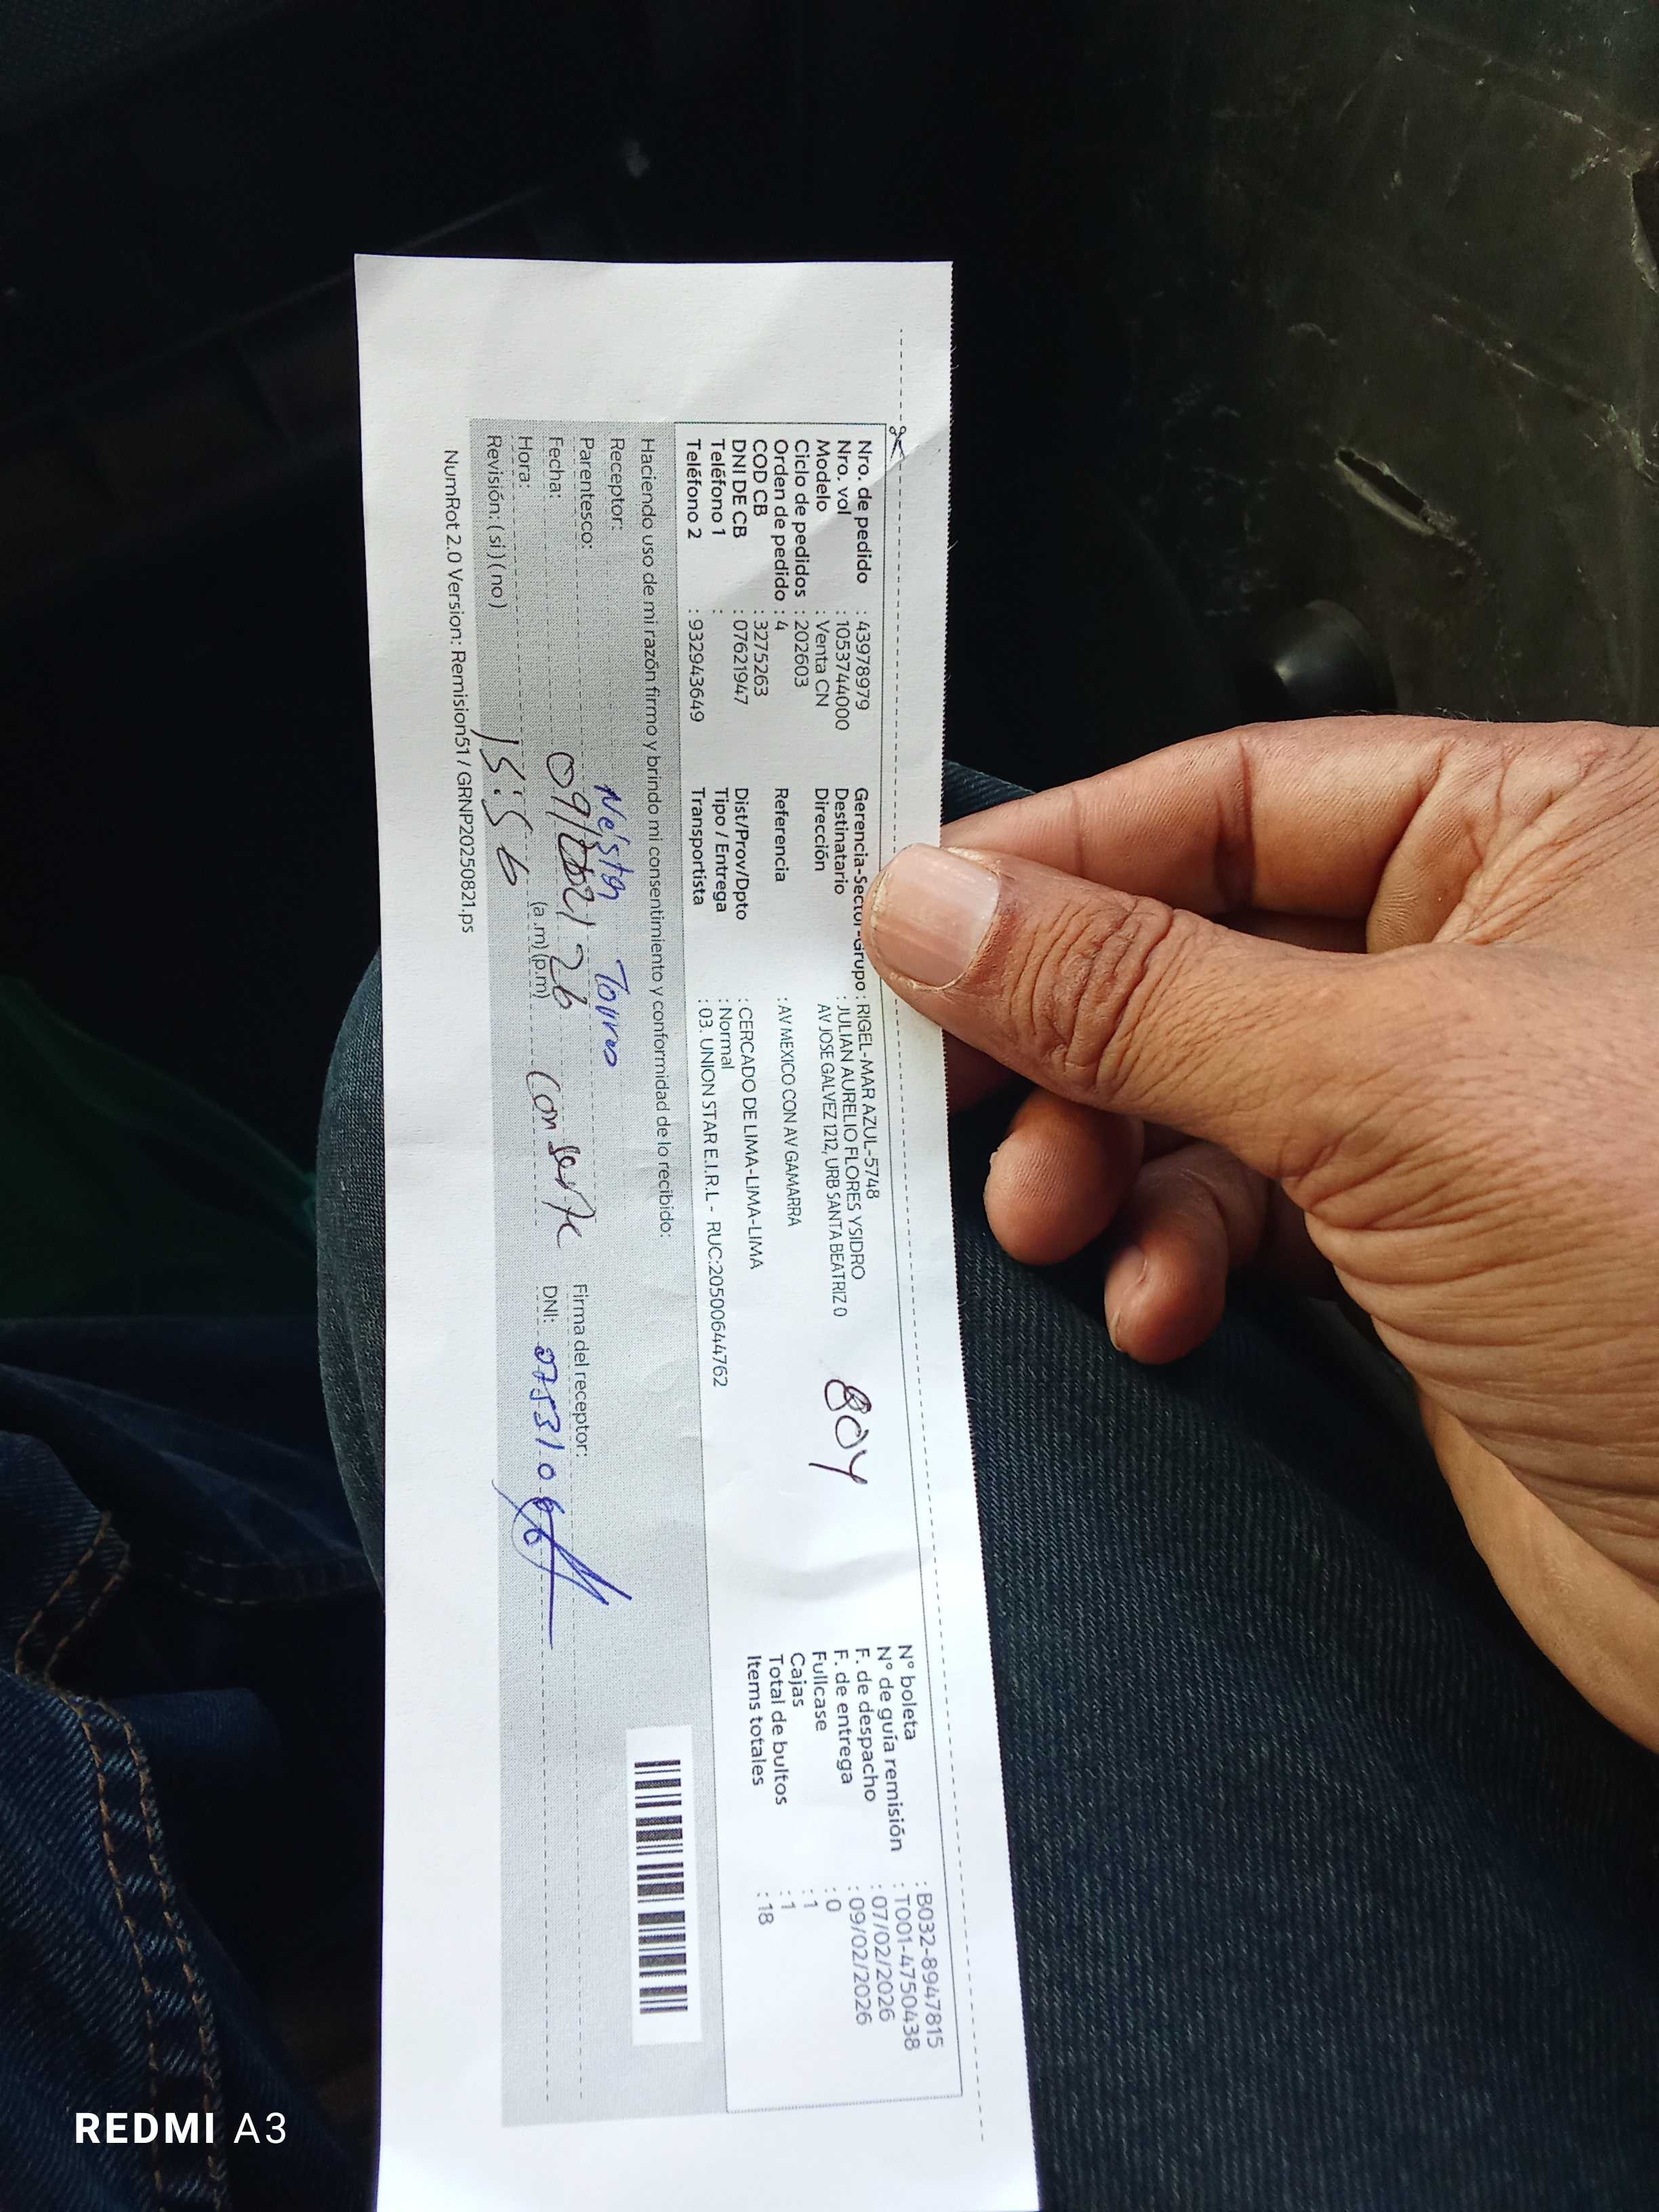 Nro. de pedido : 43978979
Nro. vol : 1053744000
Modelo : Venta CN
Ciclo de pedidos : 202603
Orden de pedido : 4
COD CB : 3275263
DNI DE CB : 07621947
Teléfono 1 :
Teléfono 2 : 932943649
Gerencia-Sector-Grupo : RIGEL-MAR AZUL-5748
Destinatario : JULIAN AURELIO FLORES YSIDRO
Dirección AV JOSE GALVEZ 1212, URB SANTA BEATRIZ 0
Referencia : AV MEXICO CON AV GAMARRA
Dist/Prov/Dpto : CERCADO DE LIMA-LIMA-LIMA
Tipo / Entrega : Normal
Transportista : 03. UNION STAR E.I.R.L - RUC:20500644762
804
N° boleta : B032-8947815
N° de guía remisión : T001-4750438
F. de despacho : 07/02/2026
F. de entrega : 09/02/2026
Fullcase : 0
Cajas : 1
Total de bultos : 1
Items totales : 18
Haciendo uso de mi razón firmo y brindo mi consentimiento y conformidad de lo recibido:
Receptor:
Parentesco: Torres
Fecha: 09/02/26
Hora: 15:56 (a.m)(p.m)
Revisión: ( si ) ( no )
Firma del receptor:
DNI:
NumRot 2.0 Version: Remision51 / GRNP20250821.ps
REDMI A3